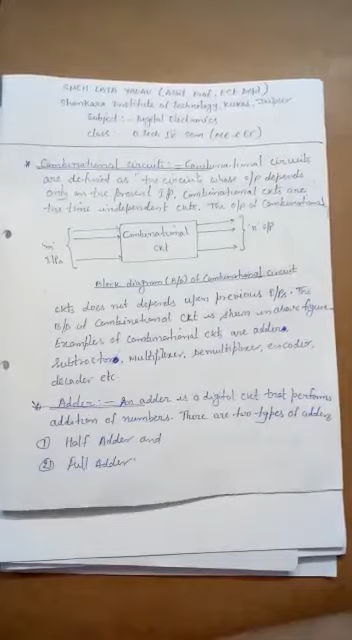 SNEH LATA YADAV (Asst. Prof., ECE Dept)
Shankara Institute of Technology, Kukas, Jaipur
Subject :- Digital Electronics
Class :- B.Tech IV Sem (
* Combinational circuits :- Combinational circuits
are defined as the circuits whose o/p depends
only on the present I/P. Combinational ckts are
the time independent ckts. The o/p of Combinational
'm'
I/Ps
Combinational
Ckt
'n' o/p
Block diagram (B/D) of Combinational circuit
ckts does not depends upon previous I/Ps. The
B/D of Combinational ckt is shown in above figure.
Examples of combinational ckts are adders,
Subtractors, Multiplexer, Demultiplexer, encoder,
decoder etc.
* Adder :- An adder is a digital ckt that performs
addition of numbers. There are two types of adders
① Half Adder and
② Full Adder.